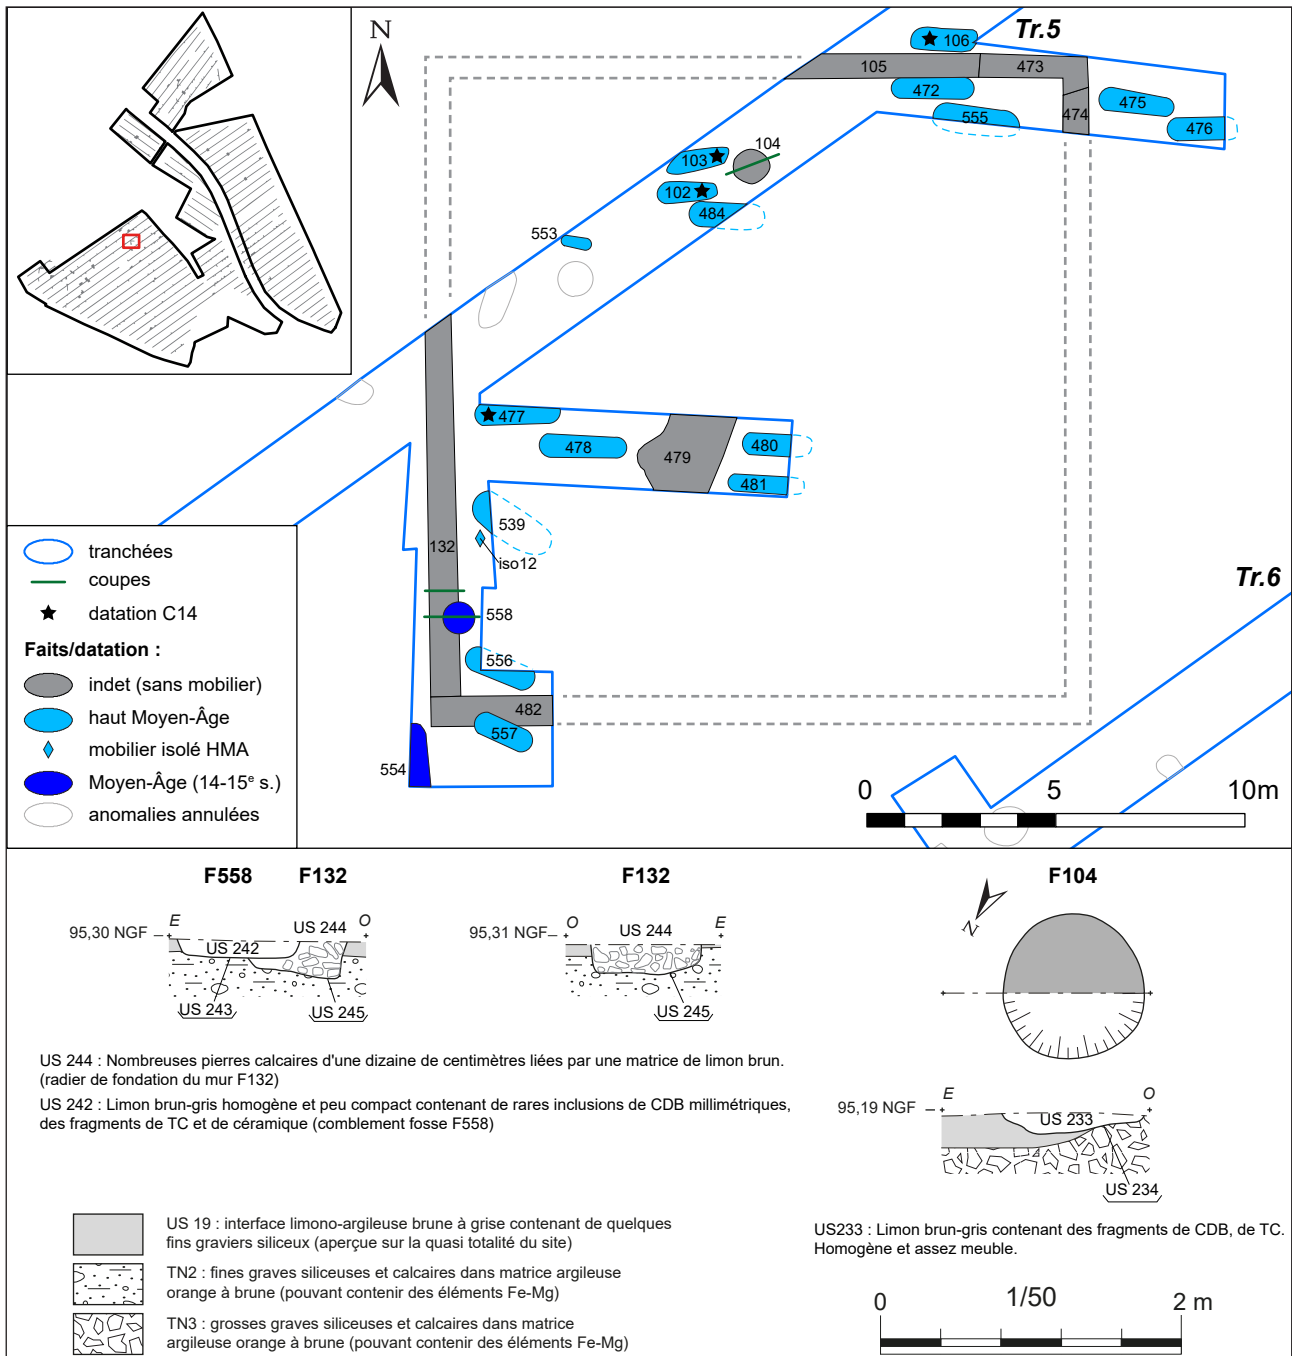 N
Tr.5
106
105
473
472
475
474
555
476
104
103
102
484
553
477
478
479
480
481
539
132
iso12
Tr.6
558
556
482
557
554
tranchées
coupes
datation C14
Faits/datation :
indet (sans mobilier)
haut Moyen-Âge
mobilier isolé HMA
Moyen-Âge (14-15e s.)
anomalies annulées
0 5 10m
F558 F132
95,30 NGF
E
US 244
O
US 242
US 243
US 245
F132
95,31 NGF
O
US 244
E
US 245
F104
N
95,19 NGF
E
O
US 233
US 234
US 244 : Nombreuses pierres calcaires d'une dizaine de centimètres liées par une matrice de limon brun.
(radier de fondation du mur F132)
US 242 : Limon brun-gris homogène et peu compact contenant de rares inclusions de CDB millimétriques,
des fragments de TC et de céramique (comblement fosse F558)
US 19 : interface limono-argileuse brune à grise contenant de quelques
fins graviers siliceux (aperçue sur la quasi totalité du site)
TN2 : fines graves siliceuses et calcaires dans matrice argileuse
orange à brune (pouvant contenir des éléments Fe-Mg)
TN3 : grosses graves siliceuses et calcaires dans matrice
argileuse orange à brune (pouvant contenir des éléments Fe-Mg)
US233 : Limon brun-gris contenant des fragments de CDB, de TC.
Homogène et assez meuble.
0 1/50 2 m